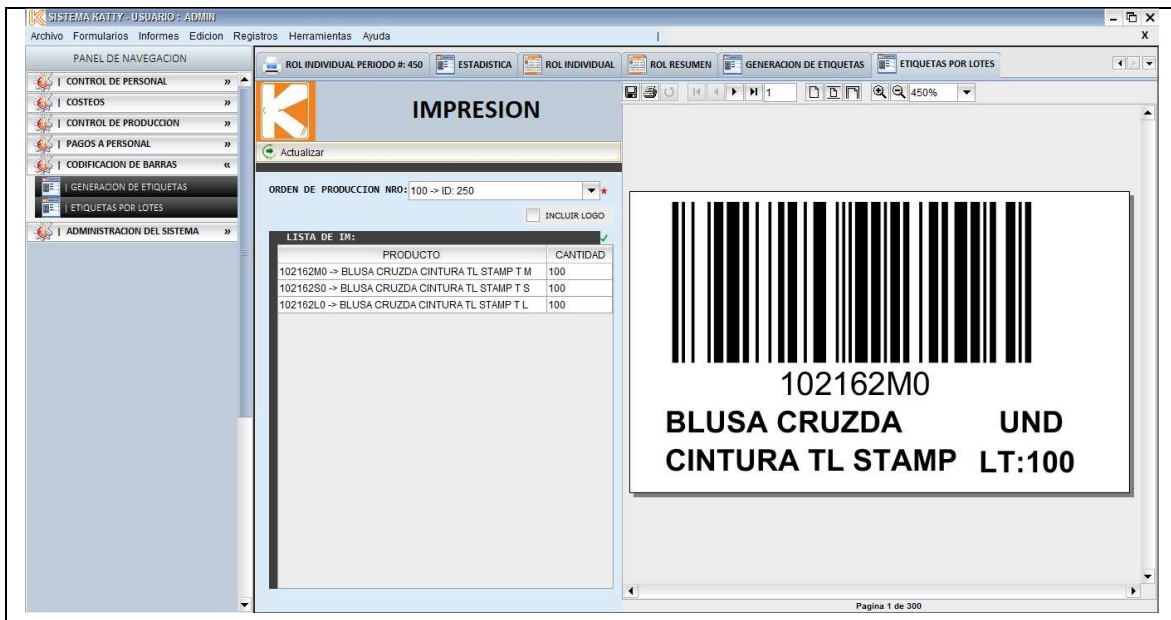 SISTEMA KATTY - USUARIO : ADMIN
Archivo Formularios Informes Edicion Registros Herramientas Ayuda
X
PANEL DE NAVEGACION
| CONTROL DE PERSONAL »
| COSTEOS »
| CONTROL DE PRODUCCION »
| PAGOS A PERSONAL »
| CODIFICACION DE BARRAS «
| GENERACION DE ETIQUETAS
| ETIQUETAS POR LOTES
| ADMINISTRACION DEL SISTEMA »
ROL INDIVIDUAL PERIODO #: 450 ESTADISTICA ROL INDIVIDUAL ROL RESUMEN GENERACION DE ETIQUETAS ETIQUETAS POR LOTES
K IMPRESION
Actualizar
ORDEN DE PRODUCCION NRO: 100 -> ID: 250 *
INCLUIR LOGO
LISTA DE IM:
PRODUCTO CANTIDAD
102162M0 -> BLUSA CRUZDA CINTURA TL STAMP T M 100
102162S0 -> BLUSA CRUZDA CINTURA TL STAMP T S 100
102162L0 -> BLUSA CRUZDA CINTURA TL STAMP T L 100
1 450%
102162M0
BLUSA CRUZDA UND
CINTURA TL STAMP LT:100
Pagina 1 de 300